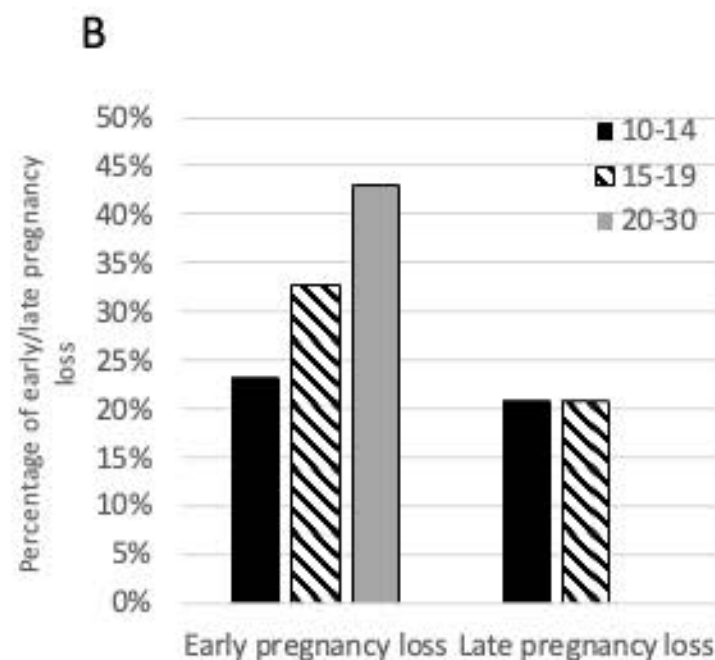 B
Percentage of early/late pregnancy
loss
50%
45%
40%
35%
30%
25%
20%
15%
10%
5%
0%
10-14
15-19
20-30
Early pregnancy loss
Late pregnancy loss